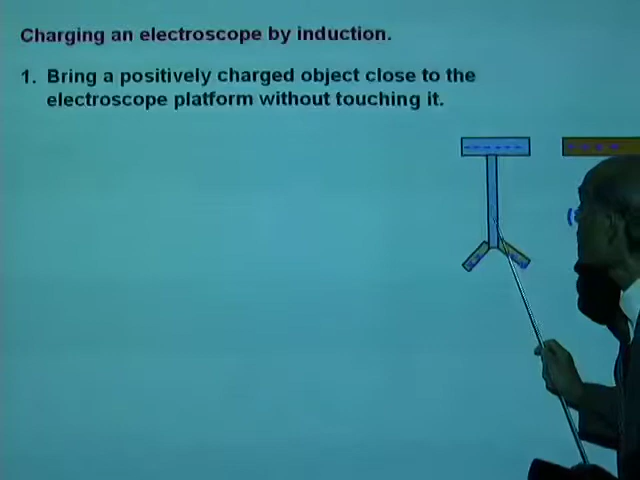 Charging an electroscope by induction.
1. Bring a positively charged object close to the
electroscope platform without touching it.